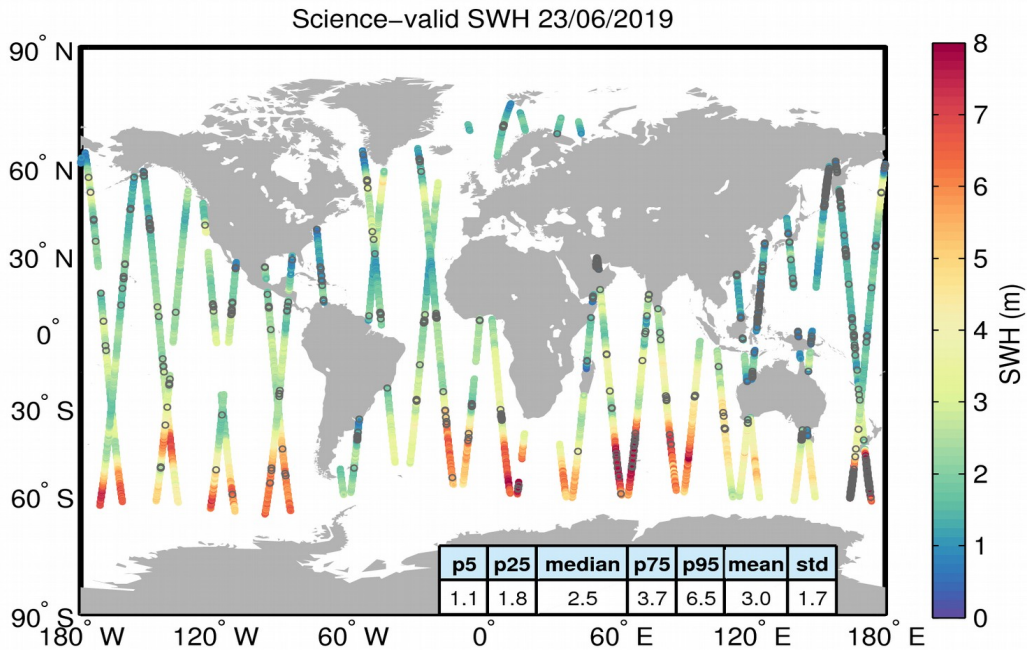 Science−valid SWH 23/06/2019
90° N
60° N
30° N
0°
30° S
60° S
90° S
180° W
120° W
60° W
0°
60° E
120° E
180° E
p5 p25 median p75 p95 mean std
1.1 1.8 2.5 3.7 6.5 3.0 1.7
8
7
6
5
4
3
2
1
0
SWH (m)